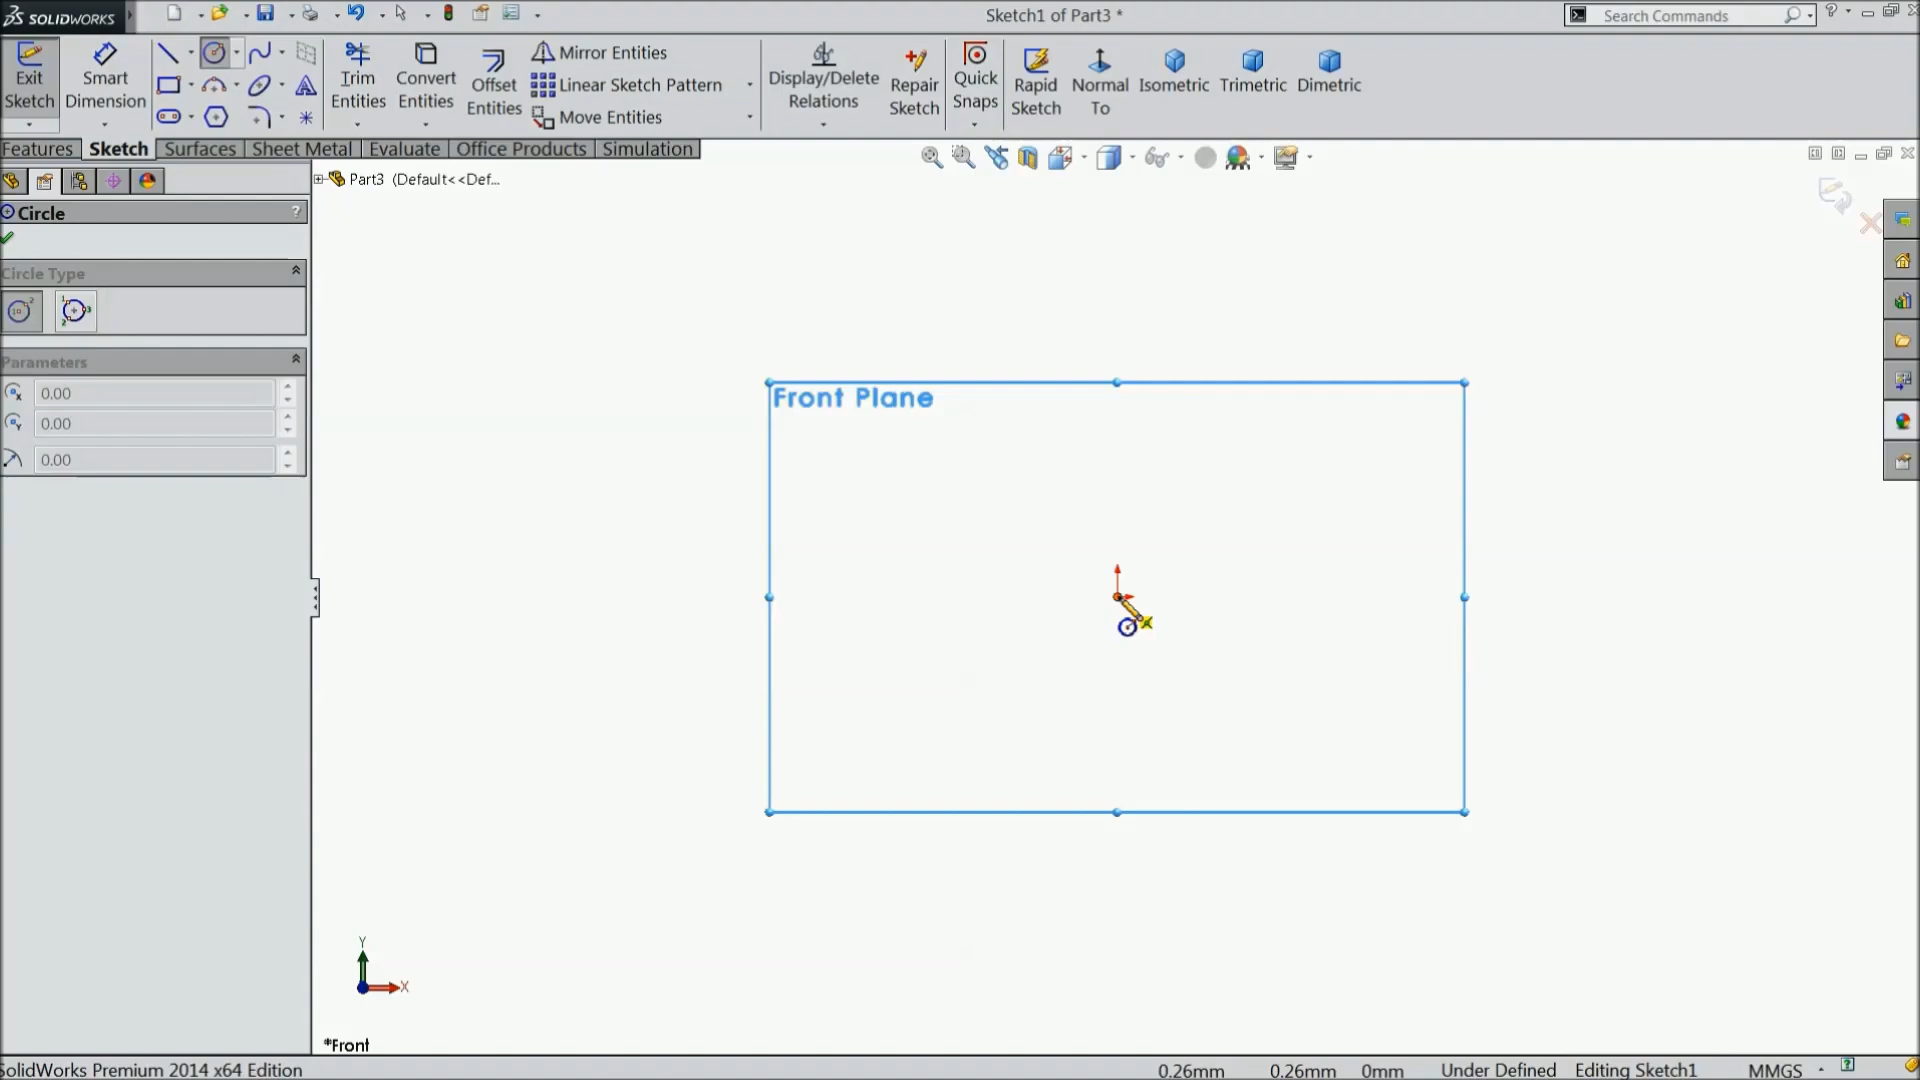 SOLIDWORKS
Sketch1 of Part3 *
Search Commands
Exit Sketch
Smart Dimension
Trim Entities
Convert Entities
Offset Entities
Mirror Entities
Linear Sketch Pattern
Move Entities
Display/Delete Relations
Repair Sketch
Quick Snaps
Rapid Sketch
Normal To
Isometric
Trimetric
Dimetric
Features
Sketch
Surfaces
Sheet Metal
Evaluate
Office Products
Simulation
Part3 (Default<<Def...
Circle
?
Circle Type
Parameters
0.00
0.00
0.00
Front Plane
Y
X
*Front
SolidWorks Premium 2014 x64 Edition
0.26mm
0.26mm
0mm
Under Defined
Editing Sketch1
MMGS